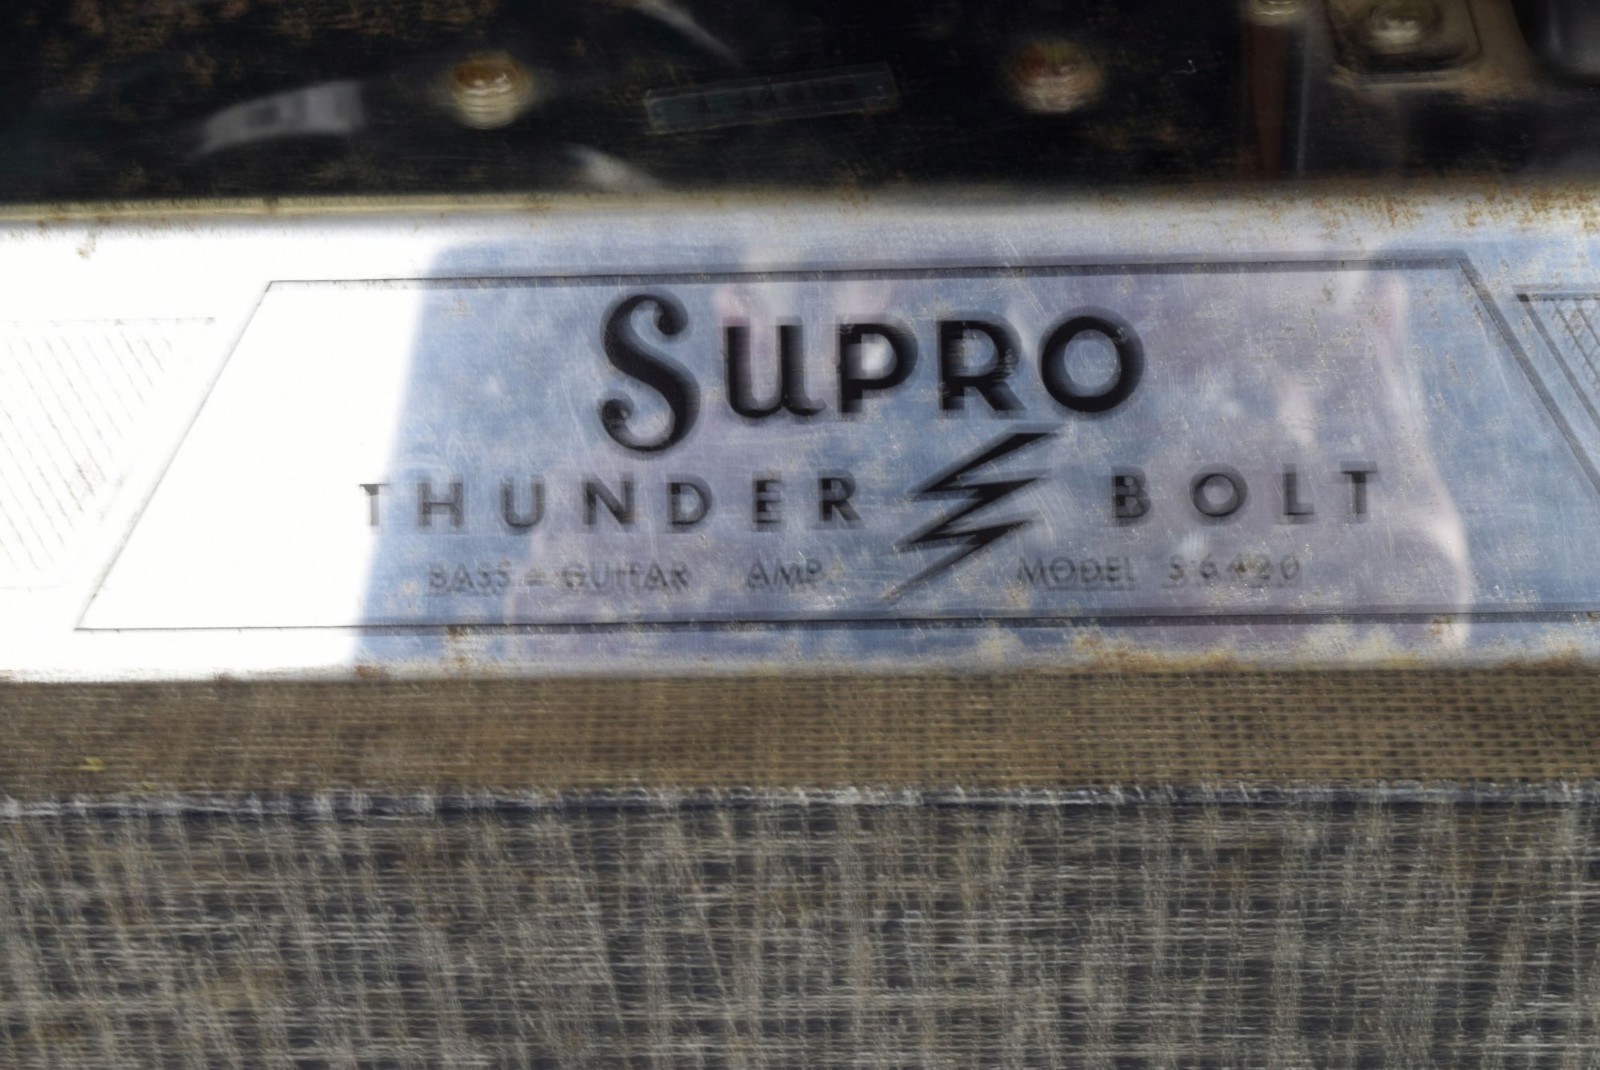 SUPRO
THUNDER BOLT
BASS – GUITAR AMP. MODEL S6420